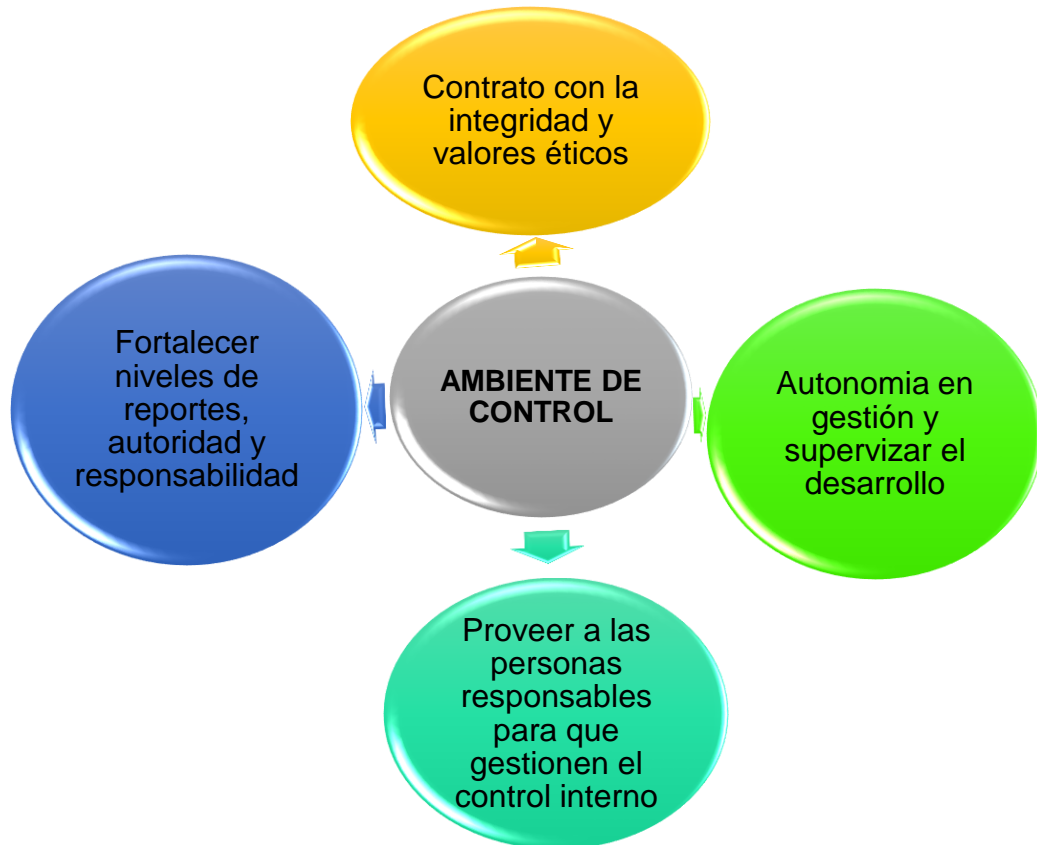 Contrato con la
integridad y
valores éticos
Fortalecer
niveles de
reportes,
autoridad y
responsabilidad
AMBIENTE DE
CONTROL
Autonomia en
gestión y
supervizar el
desarrollo
Proveer a las
personas
responsables
para que
gestionen el
control interno